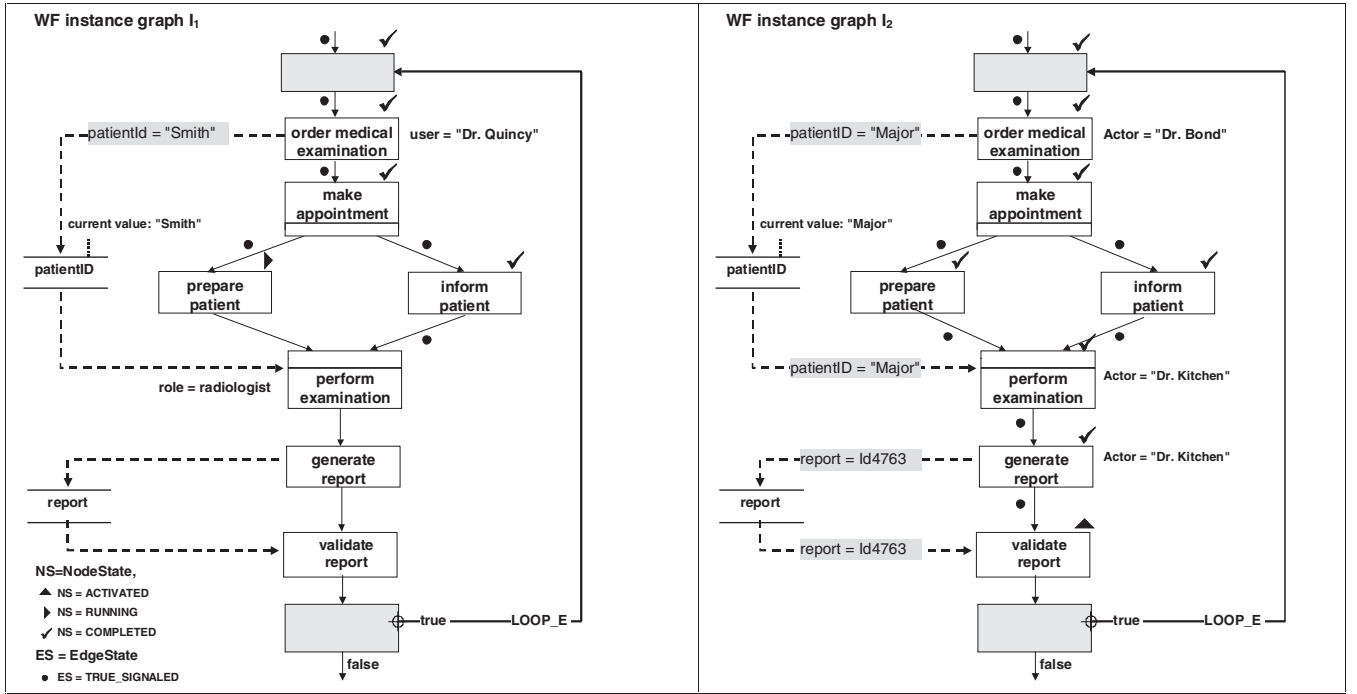 WF instance graph I1
patientId = "Smith"
order medical
examination
user = "Dr. Quincy"
make
appointment
current value: "Smith"
patientID
prepare
patient
inform
patient
role = radiologist
perform
examination
generate
report
report
validate
report
NS=NodeState,
NS = ACTIVATED
NS = RUNNING
NS = COMPLETED
ES = EdgeState
ES = TRUE_SIGNALED
true
LOOP_E
false
WF instance graph I2
patientID = "Major"
order medical
examination
Actor = "Dr. Bond"
make
appointment
current value: "Major"
patientID
prepare
patient
inform
patient
patientID = "Major"
perform
examination
Actor = "Dr. Kitchen"
report = Id4763
generate
report
Actor = "Dr. Kitchen"
report
report = Id4763
validate
report
true
LOOP_E
false